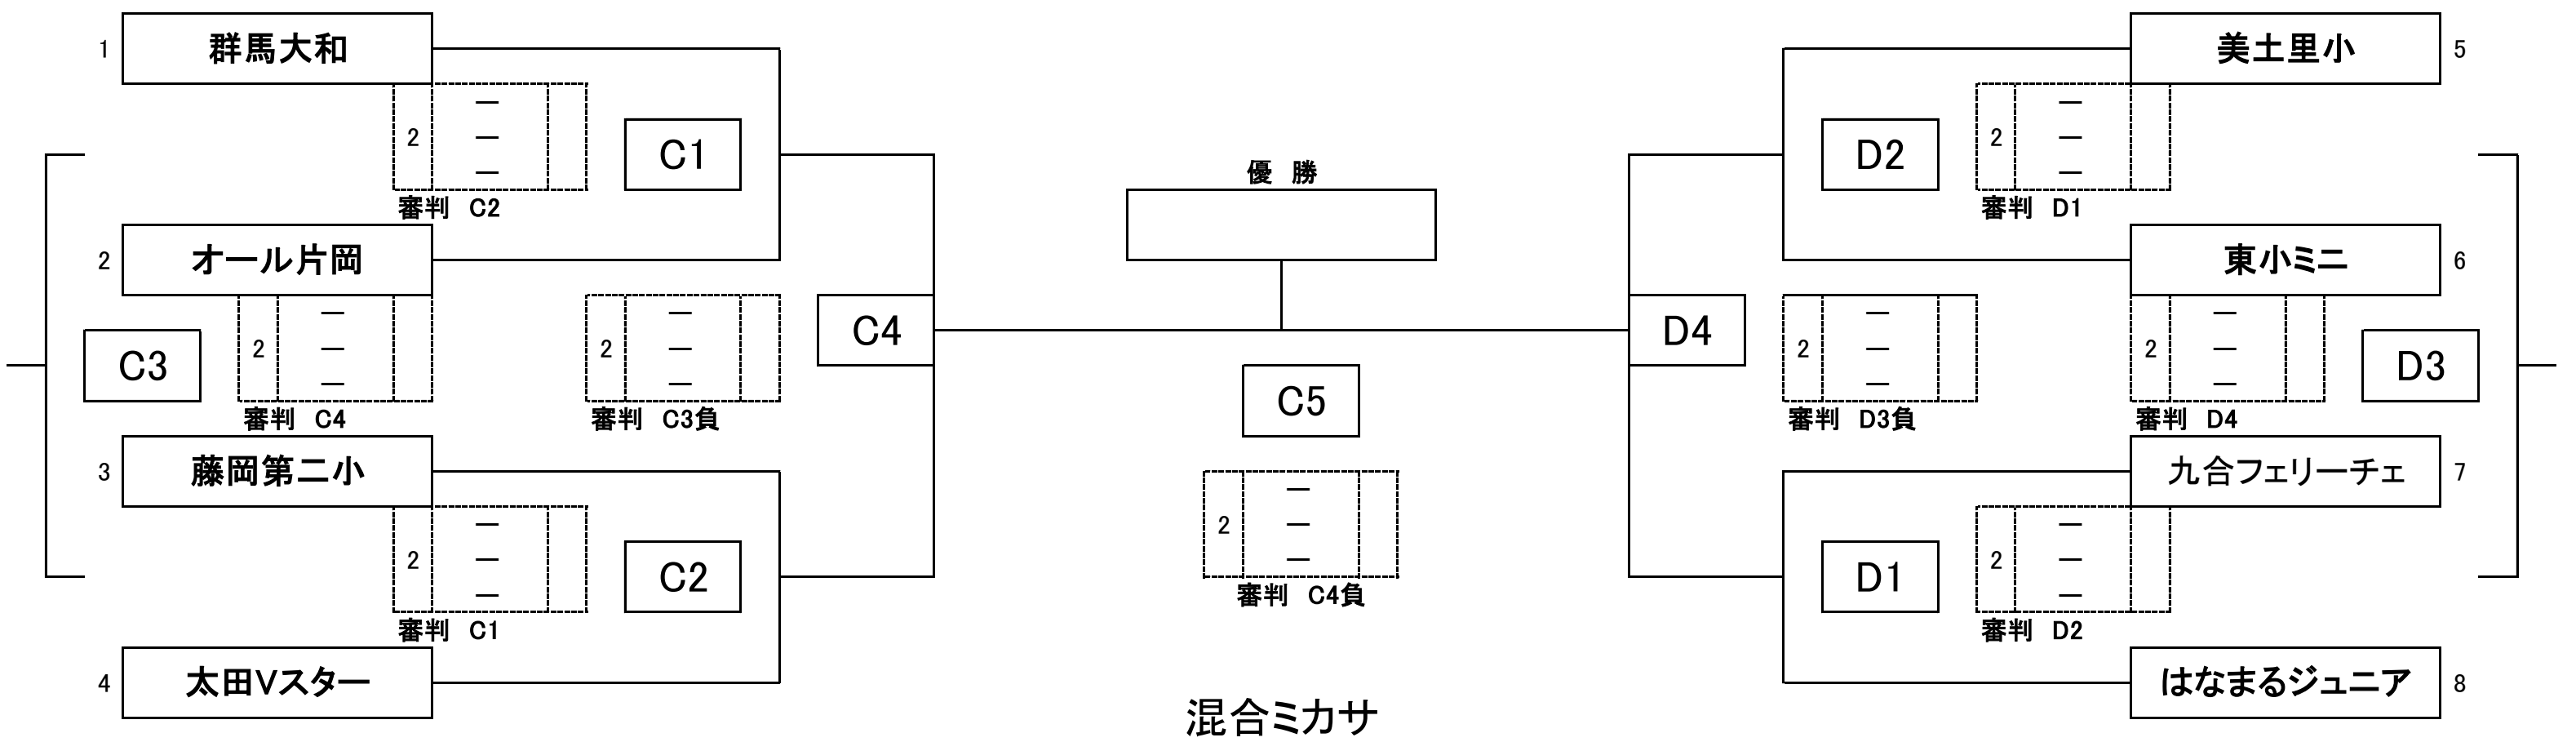 1 群馬大和
2 — — —
C1
審判 C2
2 オール片岡
C3
2 — — —
審判 C4
2 — — —
審判 C3負
C4
3 藤岡第二小
2 — — —
C2
審判 C1
4 太田Vスター
優 勝
C5
2 — — —
審判 C4負
混合ミカサ
美土里小 5
D2
2 — — —
審判 D1
東小ミニ 6
D4
2 — — —
審判 D3負
2 — — —
審判 D4
D3
九合フェリーチェ 7
D1
2 — — —
審判 D2
はなまるジュニア 8